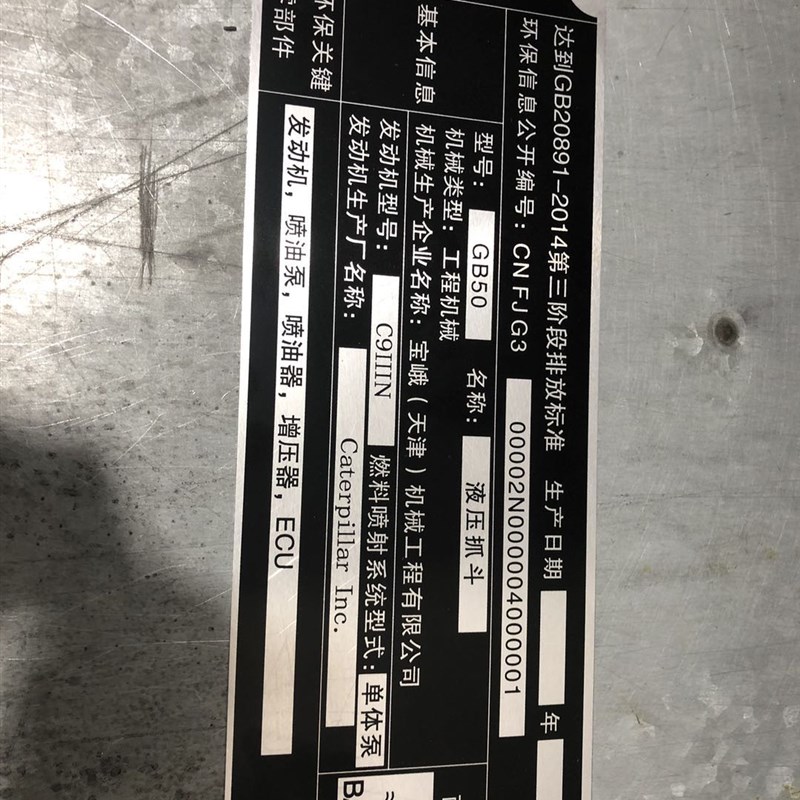 达到GB20891-2014第三阶段排放标准 生产日期 年
环保信息公开编号：CNFJG3 00002N000004000001
基本信息
型号： GB50 名称： 液压抓斗
机械类型：工程机械
机械生产企业名称：宝峨（天津）机械工程有限公司
发动机型号： C9IIIN 燃料喷射系统型式：单体泵
发动机生产厂名称： Caterpillar Inc.
环保关键
零部件
发动机，喷油泵，喷油器，增压器，ECU